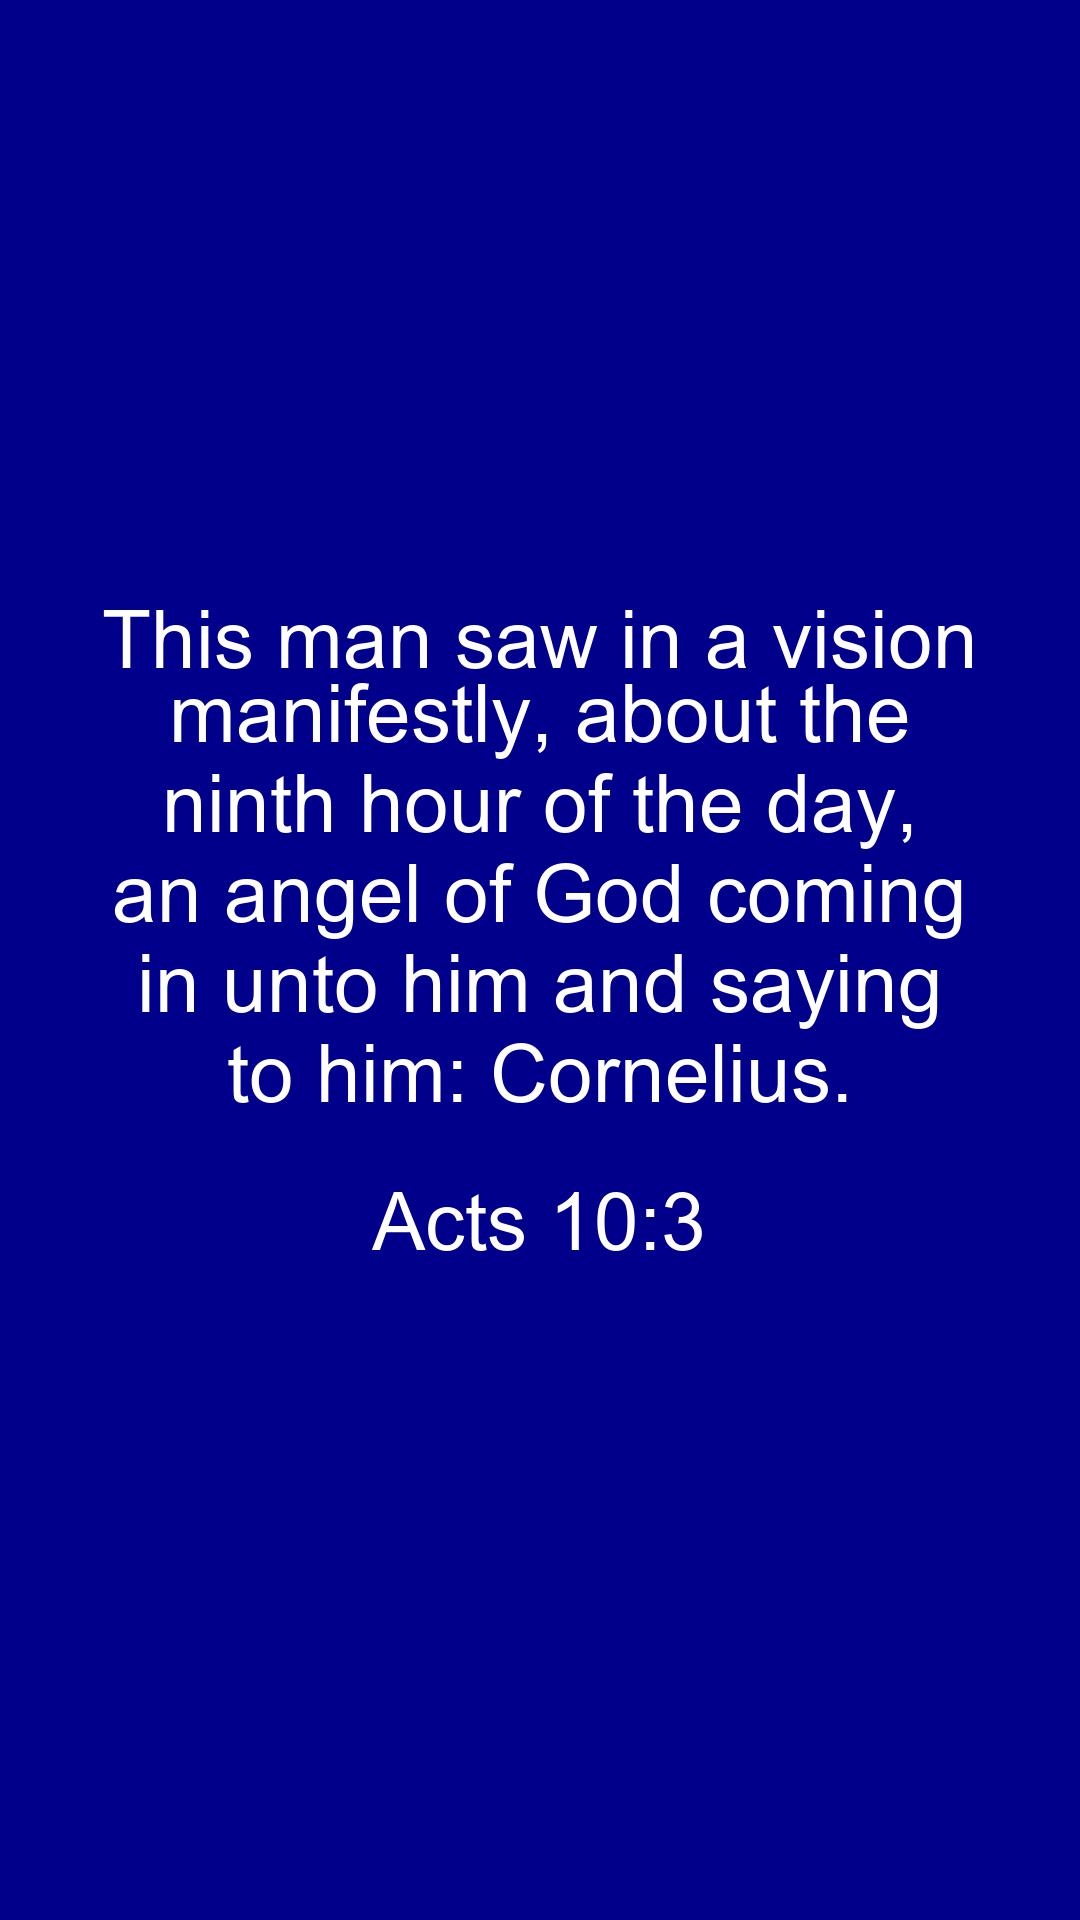 This man saw in a vision
manifestly, about the
ninth hour of the day,
an angel of God coming
in unto him and saying
to him: Cornelius.
Acts 10:3